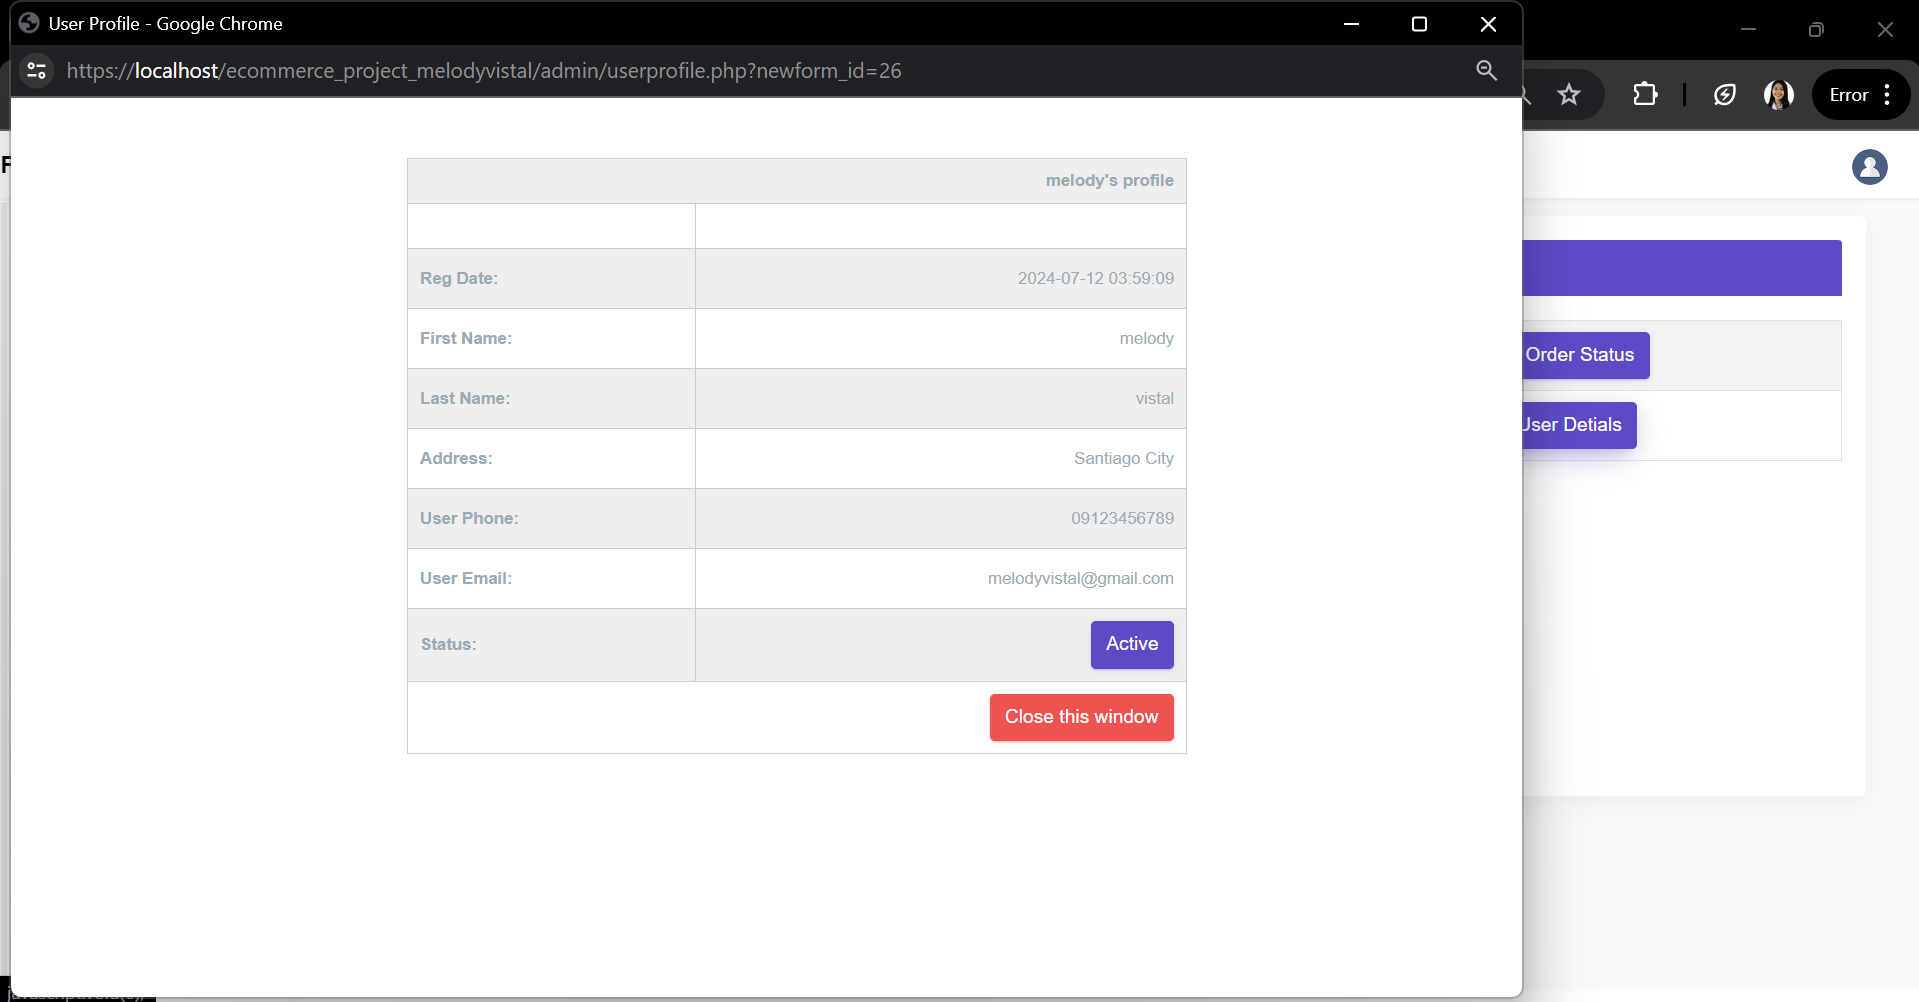 User Profile - Google Chrome
https://localhost/ecommerce_project_melodyvistal/admin/userprofile.php?newform_id=26
Error
melody's profile
Reg Date: 2024-07-12 03:59:09
First Name: melody
Last Name: vistal
Address: Santiago City
User Phone: 09123456789
User Email: melodyvistal@gmail.com
Status: Active
Close this window
Order Status
User Detials